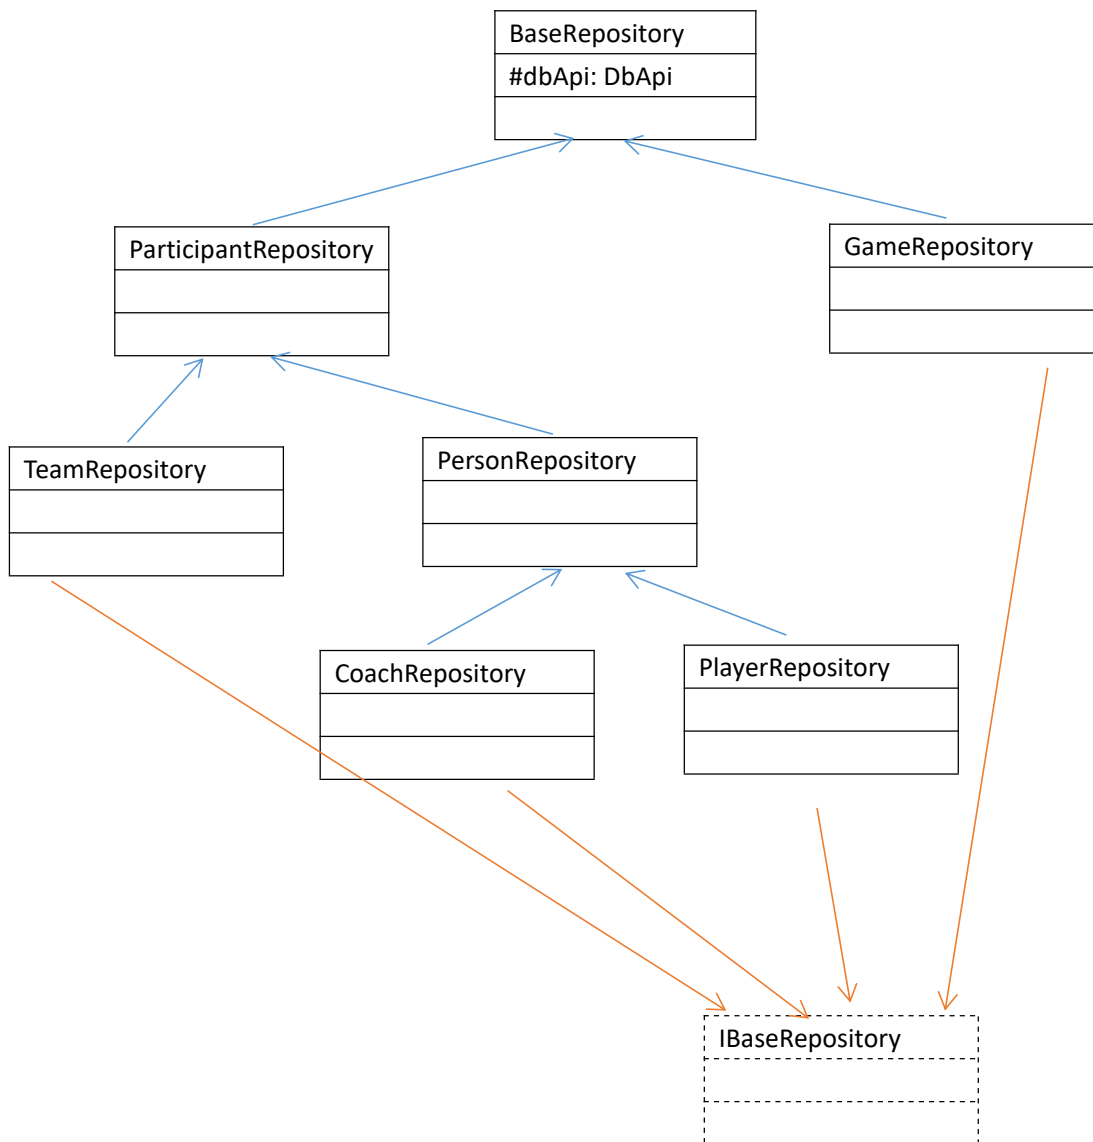 BaseRepository
#dbApi: DbApi
ParticipantRepository
GameRepository
TeamRepository
PersonRepository
CoachRepository
PlayerRepository
IBaseRepository